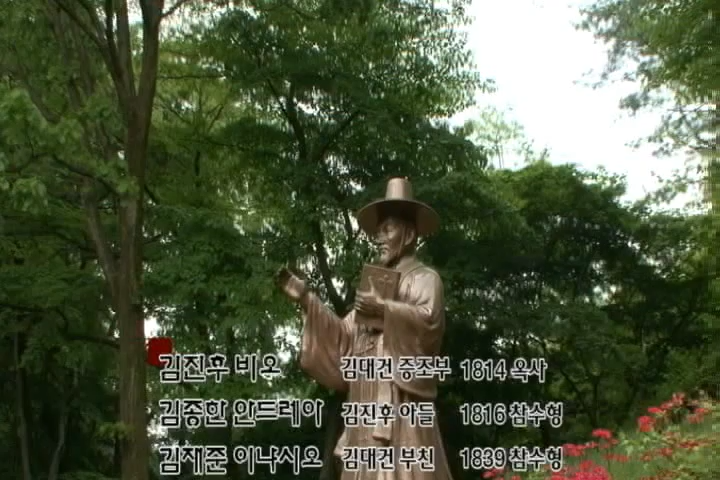 김진후 비오 김대건 증조부 1814 옥사
김종한 안드레아 김진후 아들 1816 참수형
김재준 이냐시오 김대건 부친 1839 참수형